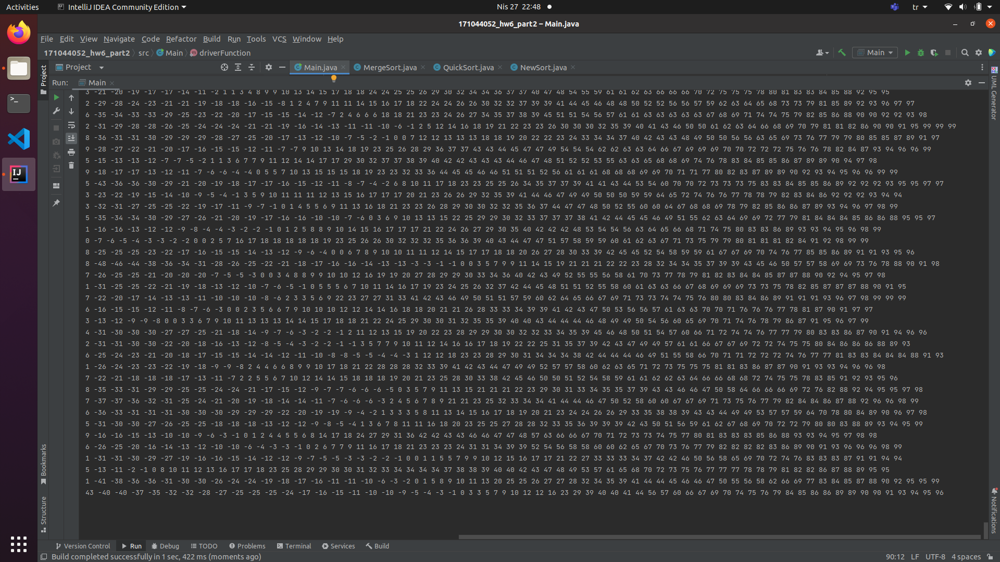 Activities
IntelliJ IDEA Community Edition
Nis 27 22:48
tr
171044052_hw6_part2 – Main.java
File Edit View Navigate Code Refactor Build Run Tools VCS Window Help
171044052_hw6_part2 src Main driverFunction
Main
Project
Project
Main.java
MergeSort.java
QuickSort.java
NewSort.java
UML Generator
Run: Main
3 -21 -20 -19 -17 -17 -14 -11 -2 1 1 3 4 8 9 9 10 13 14 15 17 18 18 24 24 25 25 26 29 30 32 34 34 36 37 37 40 47 48 54 55 59 61 61 62 63 66 66 66 70 72 75 75 75 78 80 81 83 83 84 85 88 92 95 95
2 -29 -28 -24 -23 -21 -21 -19 -18 -18 -16 -15 -8 1 2 4 7 9 11 11 14 15 16 17 18 22 24 24 26 26 30 32 32 37 39 39 41 44 45 46 48 48 50 52 52 56 56 57 59 62 63 64 65 68 73 73 79 81 85 89 92 93 96 97 97
6 -35 -34 -33 -33 -29 -25 -23 -22 -20 -17 -15 -15 -14 -12 -7 2 4 6 6 6 18 18 21 23 23 24 26 27 34 35 37 38 39 45 51 51 54 56 57 61 61 63 63 63 63 63 67 68 69 71 74 74 75 79 82 85 86 88 90 90 92 92 93 98
2 -31 -29 -28 -28 -26 -25 -24 -24 -24 -21 -21 -19 -16 -14 -13 -11 -11 -10 -6 -1 2 5 12 14 16 18 19 21 22 23 23 26 30 30 30 32 35 39 40 41 43 46 50 50 61 62 63 64 66 68 69 70 79 81 81 82 86 90 90 91 95 99 99 99
8 -36 -31 -31 -30 -29 -29 -29 -28 -27 -25 -20 -17 -13 -12 -10 -7 -5 -2 -1 0 0 7 12 12 13 13 13 18 18 19 20 22 22 23 24 33 34 34 37 40 42 43 43 48 49 50 50 56 56 63 65 69 73 76 77 79 79 80 85 85 87 89 91 97
9 -28 -27 -22 -21 -20 -17 -16 -15 -15 -12 -11 -7 -7 9 10 13 14 18 19 23 25 26 28 29 36 37 37 43 43 44 45 47 47 49 54 54 54 62 62 63 63 64 66 67 69 69 69 70 70 72 72 72 75 76 76 78 82 84 87 93 94 96 96 99
5 -15 -13 -13 -12 -7 -7 -5 -2 1 1 3 6 7 7 9 11 12 14 14 17 17 29 30 32 37 37 38 39 40 42 42 43 43 43 44 46 47 48 51 52 52 53 55 63 63 65 68 68 69 74 76 78 83 84 85 85 86 87 89 89 90 94 97 98
9 -18 -17 -17 -13 -12 -11 -7 -6 -6 -4 -4 0 5 5 7 10 13 15 15 15 18 19 23 23 32 33 36 44 45 45 46 46 51 51 51 52 56 61 61 61 68 68 68 69 69 70 71 71 77 80 82 83 87 89 89 90 92 93 94 95 96 96 99 99
5 -43 -36 -36 -30 -29 -21 -20 -19 -18 -17 -17 -16 -15 -12 -11 -8 -7 -4 -2 6 8 10 11 17 18 23 23 25 25 26 34 35 37 37 39 41 41 43 44 53 54 60 70 70 72 73 73 73 75 83 83 84 85 85 86 89 92 92 92 93 95 95 97 97
3 -23 -22 -19 -15 -14 -10 -9 -5 -4 -1 3 5 9 10 11 11 11 12 13 15 16 17 17 17 20 21 23 26 26 29 32 35 39 41 44 46 47 49 49 50 50 50 59 59 64 65 72 74 76 76 77 78 78 79 82 83 84 86 92 92 92 93 94 94
3 -32 -31 -27 -25 -25 -22 -19 -17 -11 -9 -7 -1 0 1 4 5 5 6 9 11 13 16 18 21 23 23 26 28 29 30 30 32 32 35 36 37 44 47 47 48 50 52 55 60 60 64 67 68 68 69 78 79 82 85 86 86 87 89 93 94 96 97 98 99
5 -35 -34 -34 -30 -29 -27 -26 -21 -20 -19 -17 -16 -16 -10 -10 -7 -6 0 3 6 9 10 13 13 15 22 25 29 29 30 32 33 37 37 37 38 41 42 44 45 45 46 49 51 55 62 63 64 69 69 72 77 79 81 84 84 84 85 86 86 88 95 95 97
1 -16 -16 -13 -12 -12 -9 -8 -4 -4 -3 -2 -2 -1 0 1 2 5 8 8 9 10 14 15 16 17 17 17 21 22 24 26 27 29 30 35 40 42 42 42 48 53 54 54 56 63 64 65 66 68 71 74 75 80 83 83 86 89 93 93 94 95 96 98 99
0 -7 -6 -5 -4 -3 -3 -2 -2 0 0 2 5 7 16 17 18 18 18 18 18 19 23 25 26 26 30 32 32 32 35 36 36 39 40 43 44 47 47 51 57 58 59 59 60 61 62 63 67 71 73 75 79 79 80 81 81 81 82 84 91 92 98 99 99
8 -25 -25 -25 -23 -22 -17 -16 -15 -15 -14 -13 -12 -9 -6 -4 0 0 6 7 8 9 10 10 11 11 12 14 15 17 17 18 18 20 26 27 28 30 33 39 42 45 45 52 54 58 59 59 61 67 67 69 70 74 76 77 85 85 86 89 91 91 93 95 96
8 -48 -46 -44 -38 -36 -34 -31 -28 -26 -25 -22 -21 -18 -17 -16 -16 -14 -13 -13 -3 -3 -1 -1 0 0 3 5 7 9 9 11 14 15 19 21 21 21 22 22 23 28 32 34 34 35 37 39 39 43 45 46 50 57 57 58 69 69 73 76 78 88 90 91 98
7 -26 -25 -25 -21 -20 -20 -20 -7 -5 -5 -3 0 0 3 4 8 8 9 9 10 10 12 16 19 19 20 27 28 29 29 30 33 34 36 40 42 43 49 52 55 55 56 58 61 70 73 77 78 79 81 82 83 84 84 85 87 87 88 90 92 94 95 97 98
1 -31 -25 -25 -22 -21 -19 -18 -13 -12 -10 -7 -6 -5 -1 0 5 5 5 6 7 10 11 14 16 17 19 23 24 25 26 32 37 42 44 45 48 51 51 52 55 58 60 61 63 63 66 67 68 69 69 69 73 73 75 78 82 85 87 87 87 88 90 91 95
7 -22 -20 -17 -14 -13 -13 -11 -10 -10 -10 -8 -6 2 3 3 5 6 9 22 23 27 27 31 33 41 42 43 46 49 50 51 51 57 59 60 62 64 65 66 67 69 71 73 73 74 74 75 76 80 80 83 84 86 89 91 91 91 93 96 97 98 99 99 99
6 -16 -15 -15 -12 -11 -8 -7 -6 -3 0 0 2 3 5 6 6 7 9 10 10 10 12 12 14 14 16 18 18 20 21 21 26 28 33 33 34 39 39 41 42 43 47 50 53 56 56 57 61 63 63 70 70 71 76 76 76 77 78 81 87 90 91 97 97
3 -13 -12 -9 -9 -8 0 0 3 3 6 7 9 10 11 13 13 13 14 14 15 17 18 18 21 22 24 25 29 30 30 31 32 35 35 39 40 40 43 44 44 44 46 48 49 49 50 54 56 60 65 69 70 71 74 76 78 79 86 87 91 95 96 97 99
4 -31 -30 -30 -30 -27 -27 -25 -21 -18 -14 -9 -7 -6 -3 -2 -2 -1 2 11 12 13 15 19 20 22 23 28 29 29 30 30 32 32 33 34 35 39 45 46 48 50 51 54 57 60 66 71 72 74 74 76 77 77 79 80 83 83 86 87 90 91 94 96 96
2 -31 -31 -30 -30 -22 -20 -18 -16 -13 -12 -8 -5 -4 -3 -2 -2 -1 -1 3 5 7 7 9 10 11 12 14 16 16 17 18 19 22 22 25 31 35 37 39 42 43 47 49 49 57 61 61 66 67 67 69 72 72 74 75 75 80 84 86 86 86 88 89 93
6 -25 -24 -23 -21 -20 -18 -17 -15 -15 -14 -14 -12 -11 -10 -8 -8 -5 -5 -4 -4 -3 1 12 12 18 23 23 28 29 30 31 34 34 34 38 42 44 44 44 46 49 51 55 58 66 70 71 71 72 72 72 74 76 77 77 81 83 83 84 84 84 88 91 93
1 -26 -24 -23 -23 -22 -19 -18 -9 -9 -8 2 4 4 6 6 8 9 9 10 17 18 21 22 28 28 28 32 33 39 41 42 43 44 47 49 49 52 57 57 58 60 62 63 65 71 72 73 75 75 75 81 81 83 86 87 87 90 91 93 93 94 96 96 98
7 -22 -21 -18 -18 -18 -17 -13 -11 -7 2 2 5 5 6 7 10 12 14 14 15 18 18 18 19 20 21 23 25 28 30 33 38 42 45 46 50 50 51 52 54 58 59 61 61 62 62 63 64 66 66 68 68 72 74 75 75 78 83 85 91 92 93 95 96
8 -35 -33 -31 -29 -29 -25 -25 -24 -24 -21 -17 -15 -12 -9 -7 -7 -6 -6 -6 -5 0 3 5 7 9 11 13 15 21 21 21 22 23 29 30 31 33 34 35 35 37 39 43 43 46 46 47 50 58 64 66 66 66 69 72 76 82 88 92 94 95 95 97 98
7 -37 -37 -36 -32 -31 -25 -24 -21 -20 -19 -18 -14 -14 -11 -7 -6 -6 -6 -3 2 4 5 6 7 8 9 21 21 23 25 32 33 34 34 41 44 44 46 47 50 52 58 60 60 67 67 69 71 73 75 76 77 79 82 84 84 86 87 88 92 96 96 98 99
6 -36 -33 -31 -31 -31 -30 -30 -30 -29 -29 -29 -22 -20 -19 -19 -9 -4 -2 1 3 3 3 5 8 11 13 14 15 16 17 18 19 20 21 23 24 24 26 26 29 33 35 38 38 39 43 43 44 49 49 53 57 57 59 64 70 78 80 84 89 90 96 97 98
5 -31 -30 -30 -27 -26 -25 -25 -18 -18 -18 -13 -12 -12 -9 -8 -5 -4 1 3 6 7 8 11 11 16 18 20 23 25 25 27 28 28 32 33 35 36 39 39 39 42 43 50 51 56 59 61 62 67 68 69 70 72 72 79 80 80 83 88 89 93 94 95 99
9 -16 -16 -15 -13 -10 -10 -9 -6 -3 -1 0 1 2 4 4 5 5 6 8 14 17 18 24 27 29 31 36 42 42 43 43 46 46 47 47 48 57 63 66 66 67 70 71 72 73 73 74 75 77 80 81 83 83 83 85 86 88 93 93 94 95 97 98 98
6 -26 -25 -20 -16 -14 -13 -12 -10 -10 -6 -4 -3 -3 -1 0 2 6 7 7 9 11 16 17 18 21 23 23 23 24 31 31 34 39 39 52 54 56 58 58 60 60 62 65 67 70 73 76 77 79 82 82 82 82 83 86 89 90 91 93 96 96 96 98 99
1 -31 -31 -30 -29 -27 -19 -16 -16 -15 -14 -12 -12 -9 -7 -5 -5 -3 -3 -2 -2 -1 0 0 1 1 5 5 7 9 9 10 12 15 16 17 17 21 22 27 33 33 33 34 37 42 42 46 50 56 58 65 69 70 72 74 76 83 83 83 87 91 91 94 94
5 -13 -11 -2 -1 0 8 10 11 12 13 16 17 17 18 23 25 28 29 29 30 30 31 32 33 34 34 34 34 37 38 38 39 40 40 42 43 47 48 49 53 57 61 65 68 70 72 73 75 76 77 77 78 78 79 81 82 82 86 87 88 89 95 95
1 -41 -38 -36 -36 -31 -30 -30 -26 -24 -24 -19 -18 -17 -16 -11 -11 -10 -6 -3 -2 0 1 5 8 9 10 11 13 20 25 25 26 27 27 28 32 34 35 39 41 44 44 45 46 46 47 50 55 56 58 62 66 69 77 83 84 85 87 88 90 92 95 95 99
43 -40 -40 -37 -35 -32 -32 -28 -27 -25 -25 -25 -24 -17 -16 -15 -11 -10 -10 -9 -5 -4 -3 -1 0 3 3 5 7 9 10 12 12 16 23 29 39 40 40 41 44 56 57 60 66 67 69 70 74 75 76 79 84 85 86 86 89 89 90 90 91 93 94 95 96
Bookmarks
Structure
Notifications
Version Control Run Debug TODO Problems Terminal Services Build
Build completed successfully in 1 sec, 422 ms (moments ago)
90:12 LF UTF-8 4 spaces